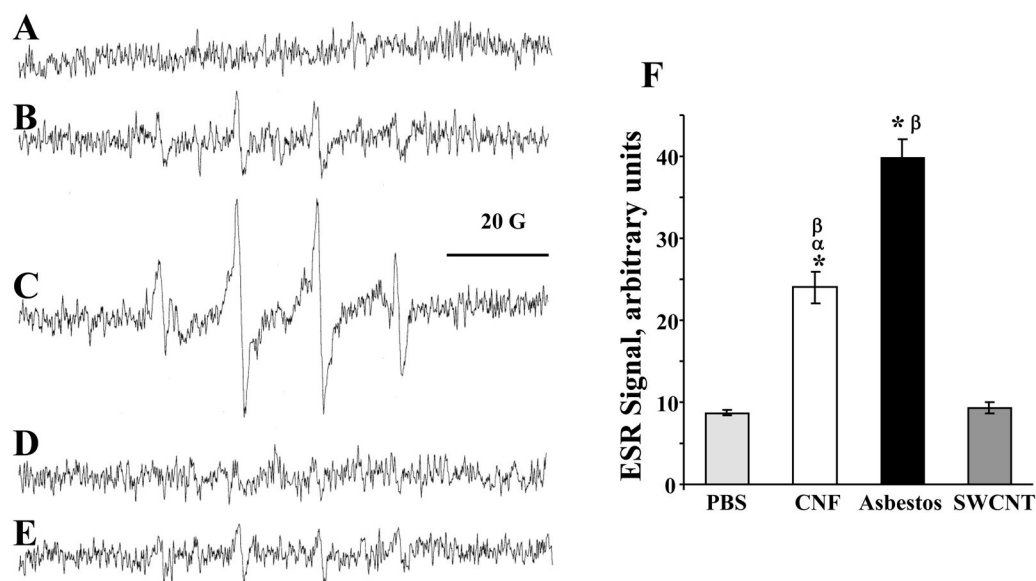 A
B
C
D
E
20 G
F
ESR Signal, arbitrary units
40
30
20
10
0
β
α
*
* β
PBS
CNF
Asbestos
SWCNT